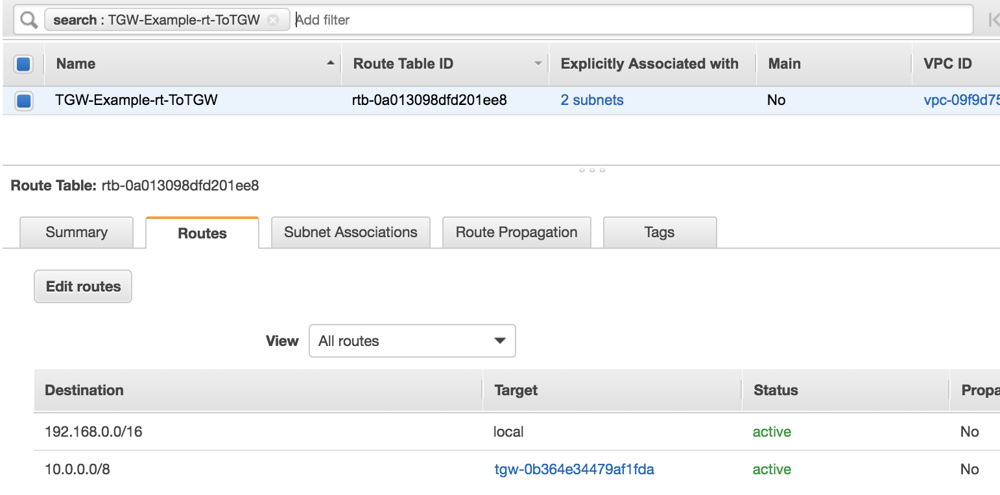 search : TGW-Example-rt-ToTGW Add filter
Name Route Table ID Explicitly Associated with Main VPC ID
TGW-Example-rt-ToTGW rtb-0a013098dfd201ee8 2 subnets No vpc-09f9d75
Route Table: rtb-0a013098dfd201ee8
Summary Routes Subnet Associations Route Propagation Tags
Edit routes
View All routes
Destination Target Status Propa
192.168.0.0/16 local active No
10.0.0.0/8 tgw-0b364e34479af1fda active No